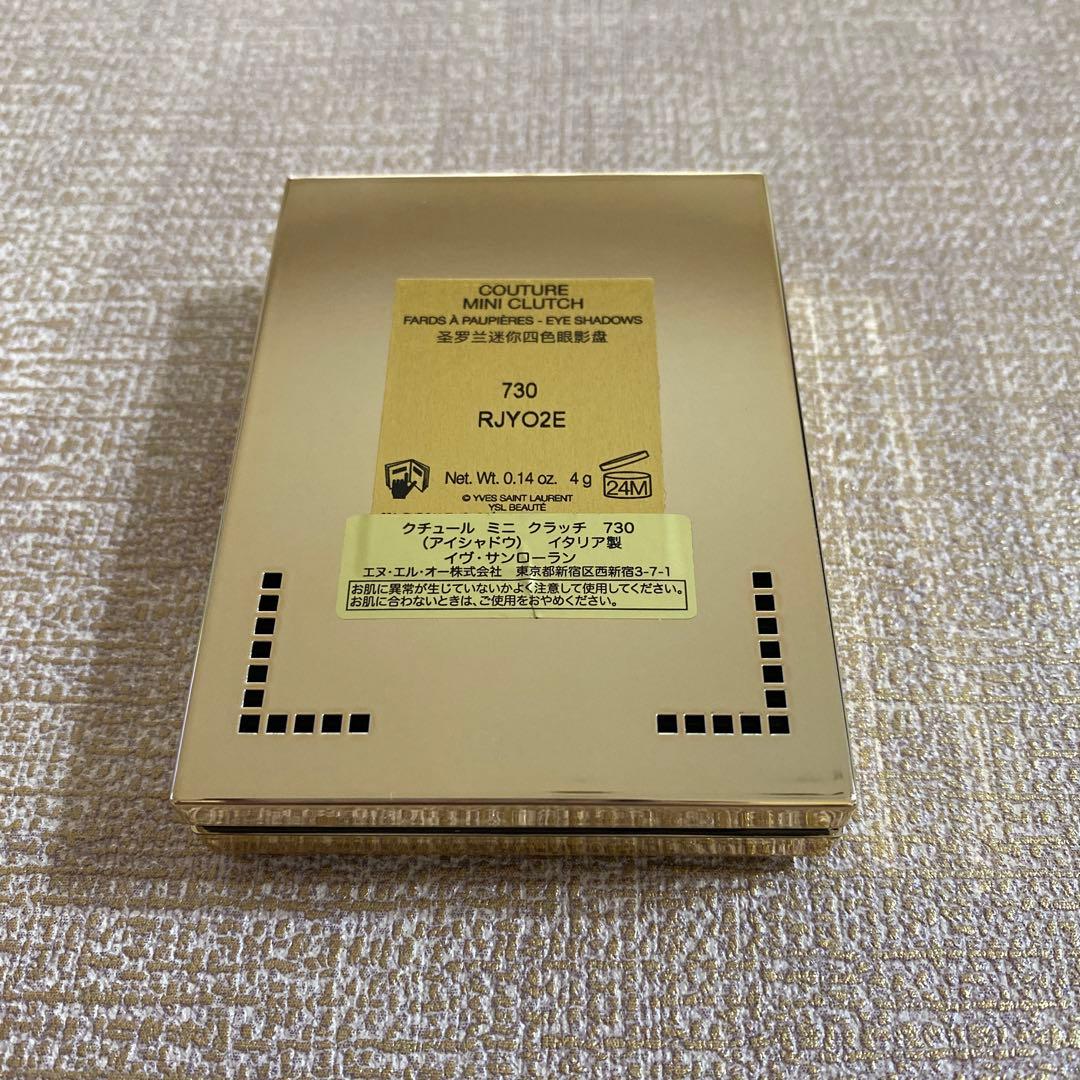 COUTURE
MINI CLUTCH
FARDS À PAUPIÈRES - EYE SHADOWS
圣罗兰迷你四色眼影盘
730
RJYO2E
Net. Wt. 0.14 oz. 4 g
24M
© YVES SAINT LAURENT
YSL BEAUTÉ
クチュール ミニ クラッチ 730
(アイシャドウ) イタリア製
イヴ・サンローラン
エヌ・エル・オー株式会社 東京都新宿区西新宿3-7-1
お肌に異常が生じていないかよく注意して使用してください。
お肌に合わないときは、ご使用をおやめください。